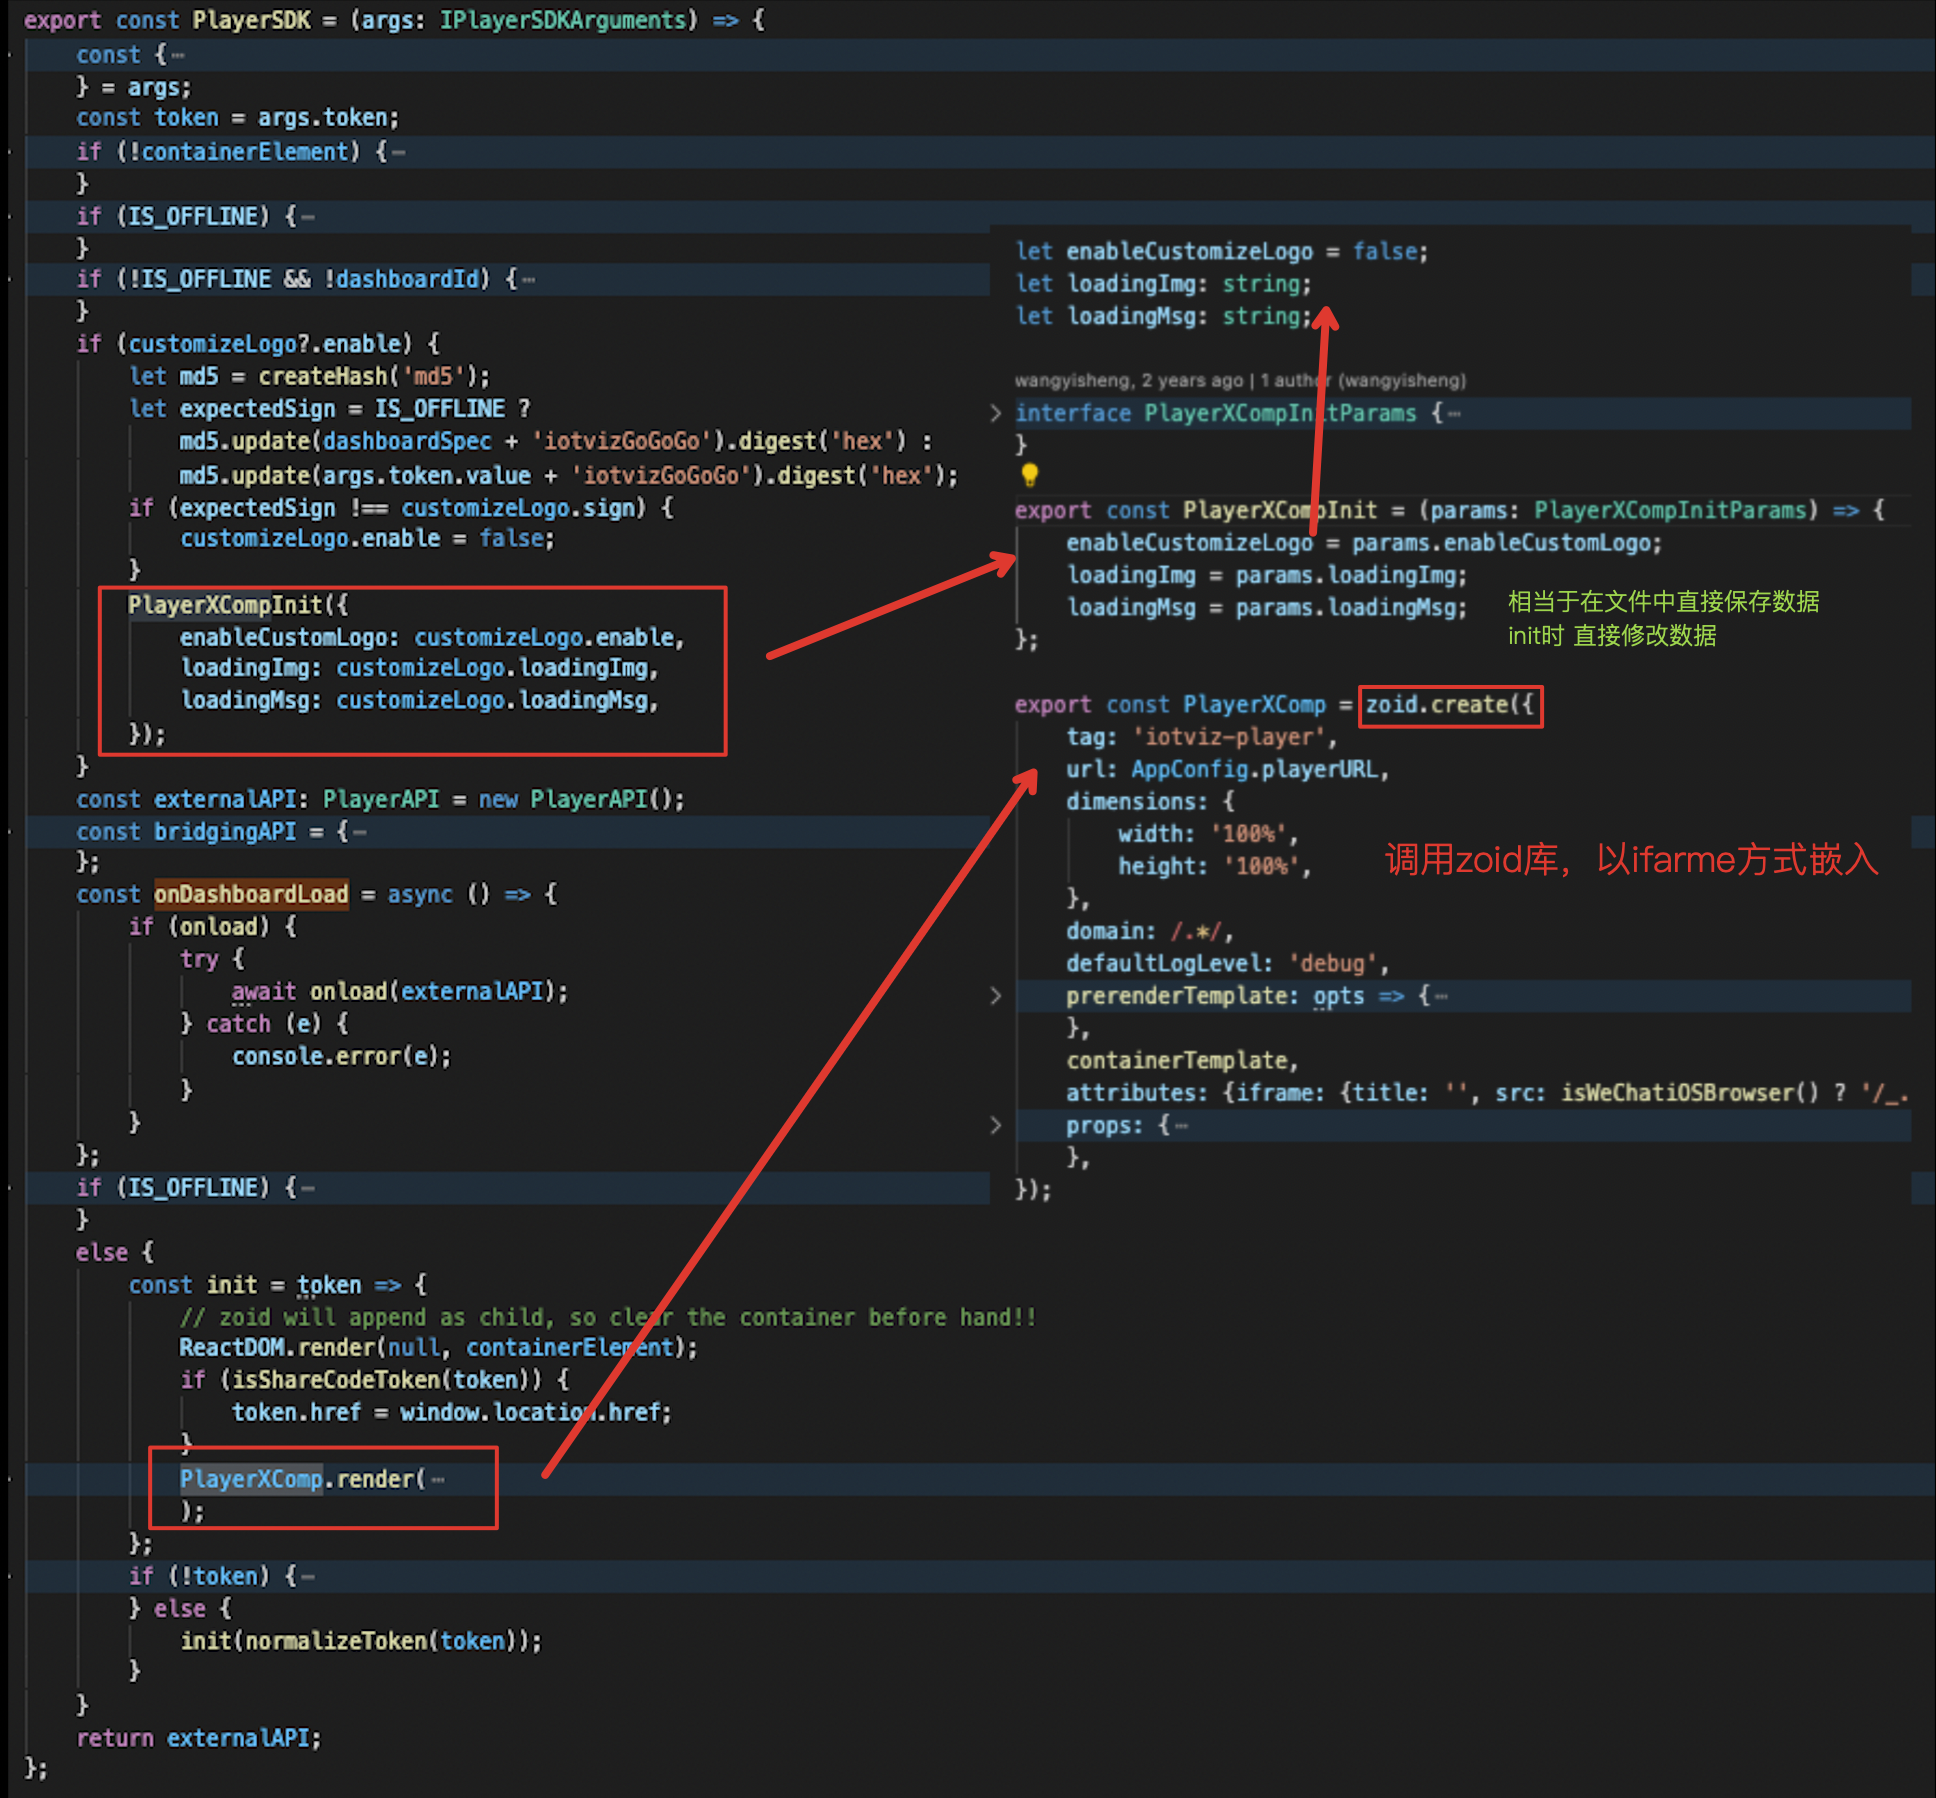 export const PlayerSDK = (args: IPlayerSDKArguments) => {
const {⋯
} = args;
const token = args.token;
if (!containerElement) {⋯
}
if (IS_OFFLINE) {⋯
}
if (!IS_OFFLINE && !dashboardId) {⋯
}
if (customizeLogo?.enable) {
let md5 = createHash('md5');
let expectedSign = IS_OFFLINE ?
md5.update(dashboardSpec + 'iotvizGoGoGo').digest('hex') :
md5.update(args.token.value + 'iotvizGoGoGo').digest('hex');
if (expectedSign !== customizeLogo.sign) {
customizeLogo.enable = false;
}
PlayerXCompInit({
enableCustomLogo: customizeLogo.enable,
loadingImg: customizeLogo.loadingImg,
loadingMsg: customizeLogo.loadingMsg,
});
}
const externalAPI: PlayerAPI = new PlayerAPI();
const bridgingAPI = {⋯
};
const onDashboardLoad = async () => {
if (onload) {
try {
await onload(externalAPI);
} catch (e) {
console.error(e);
}
}
};
if (IS_OFFLINE) {⋯
}
else {
const init = token => {
// zoid will append as child, so clear the container before hand!!
ReactDOM.render(null, containerElement);
if (isShareCodeToken(token)) {
token.href = window.location.href;
}
PlayerXComp.render(⋯
);
};
if (!token) {⋯
} else {
init(normalizeToken(token));
}
}
return externalAPI;
};
let enableCustomizeLogo = false;
let loadingImg: string;
let loadingMsg: string;
wangyisheng, 2 years ago | 1 author (wangyisheng)
interface PlayerXCompInitParams {⋯
}
export const PlayerXCompInit = (params: PlayerXCompInitParams) => {
enableCustomizeLogo = params.enableCustomLogo;
loadingImg = params.loadingImg;
loadingMsg = params.loadingMsg;
};
相当于在文件中直接保存数据
init时 直接修改数据
export const PlayerXComp = zoid.create({
tag: 'iotviz-player',
url: AppConfig.playerURL,
dimensions: {
width: '100%',
height: '100%',
},
调用zoid库，以ifarme方式嵌入
domain: /.*/,
defaultLogLevel: 'debug',
prerenderTemplate: opts => {⋯
},
containerTemplate,
attributes: {iframe: {title: '', src: isWeChatiOSBrowser() ? '/_.
props: {⋯
},
});